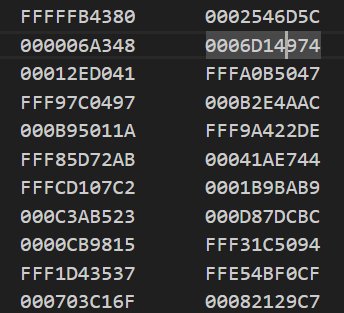 FFFFFB4380 0002546D5C
000006A348 0006D14974
00012ED041 FFFA0B5047
FFF97C0497 000B2E4AAC
000B95011A FFF9A422DE
FFF85D72AB 00041AE744
FFFCD107C2 0001B9BAB9
000C3AB523 000D87DCBC
0000CB9815 FFF31C5094
FFF1D43537 FFE54BF0CF
000703C16F 00082129C7